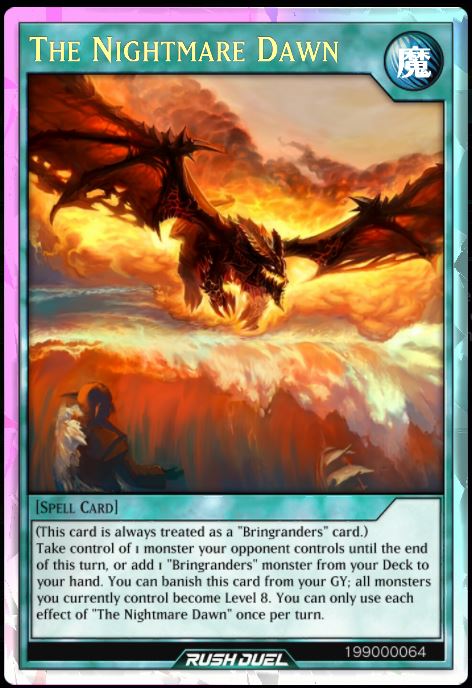 The Nightmare Dawn
魔
[Spell Card]
(This card is always treated as a "Bringranders" card.)
Take control of 1 monster your opponent controls until the end
of this turn, or add 1 "Bringranders" monster from your Deck to
your hand. You can banish this card from your GY; all monsters
you currently control become Level 8. You can only use each
effect of "The Nightmare Dawn" once per turn.
199000064
RUSH DUEL